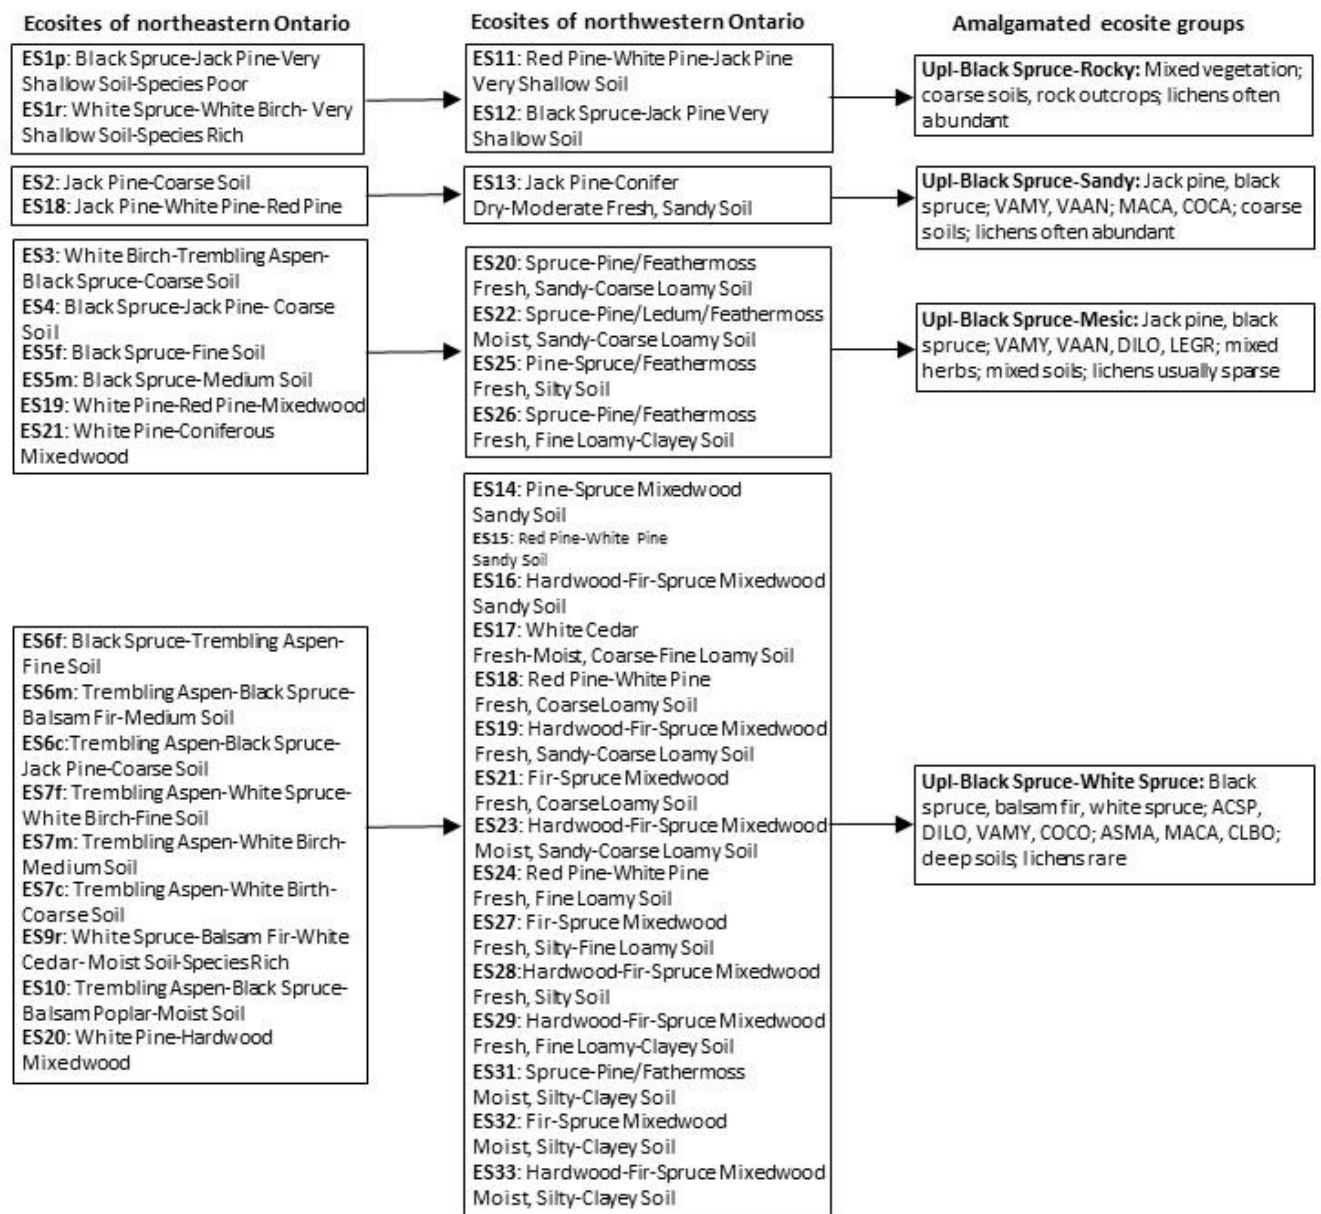 Ecosites of northeastern Ontario
ES1p: Black Spruce-Jack Pine-Very
Shallow Soil-Species Poor
ES1r: White Spruce-White Birch- Very
Shallow Soil-Species Rich
ES2: Jack Pine-Coarse Soil
ES18: Jack Pine-White Pine-Red Pine
ES3: White Birch-Trembling Aspen-
Black Spruce-Coarse Soil
ES4: Black Spruce-Jack Pine- Coarse
Soil
ES5f: Black Spruce-Fine Soil
ES5m: Black Spruce-Medium Soil
ES19: White Pine-Red Pine-Mixedwood
ES21: White Pine-Coniferous
Mixedwood
ES6f: Black Spruce-Trembling Aspen-
Fine Soil
ES6m: Trembling Aspen-Black Spruce-
Balsam Fir-Medium Soil
ES6c:Trembling Aspen-Black Spruce-
Jack Pine-Coarse Soil
ES7f: Trembling Aspen-White Spruce-
White Birch-Fine Soil
ES7m: Trembling Aspen-White Birch-
Medium Soil
ES7c: Trembling Aspen-White Birth-
Coarse Soil
ES9r: White Spruce-Balsam Fir-White
Cedar- Moist Soil-Species Rich
ES10: Trembling Aspen-Black Spruce-
Balsam Poplar-Moist Soil
ES20: White Pine-Hardwood
Mixedwood
Ecosites of northwestern Ontario
ES11: Red Pine-White Pine-Jack Pine
Very Shallow Soil
ES12: Black Spruce-Jack Pine Very
Shallow Soil
ES13: Jack Pine-Conifer
Dry-Moderate Fresh, Sandy Soil
ES20: Spruce-Pine/Feathermoss
Fresh, Sandy-Coarse Loamy Soil
ES22: Spruce-Pine/Ledum/Feathermoss
Moist, Sandy-Coarse Loamy Soil
ES25: Pine-Spruce/Feathermoss
Fresh, Silty Soil
ES26: Spruce-Pine/Feathermoss
Fresh, Fine Loamy-Clayey Soil
ES14: Pine-Spruce Mixedwood
Sandy Soil
ES15: Red Pine-White Pine
Sandy Soil
ES16: Hardwood-Fir-Spruce Mixedwood
Sandy Soil
ES17: White Cedar
Fresh-Moist, Coarse-Fine Loamy Soil
ES18: Red Pine-White Pine
Fresh, Coarse Loamy Soil
ES19: Hardwood-Fir-Spruce Mixedwood
Fresh, Sandy-Coarse Loamy Soil
ES21: Fir-Spruce Mixedwood
Fresh, Coarse Loamy Soil
ES23: Hardwood-Fir-Spruce Mixedwood
Moist, Sandy-Coarse Loamy Soil
ES24: Red Pine-White Pine
Fresh, Fine Loamy Soil
ES27: Fir-Spruce Mixedwood
Fresh, Silty-Fine Loamy Soil
ES28:Hardwood-Fir-Spruce Mixedwood
Fresh, Silty Soil
ES29: Hardwood-Fir-Spruce Mixedwood
Fresh, Fine Loamy-Clayey Soil
ES31: Spruce-Pine/Fathermoss
Moist, Silty-Clayey Soil
ES32: Fir-Spruce Mixedwood
Moist, Silty-Clayey Soil
ES33: Hardwood-Fir-Spruce Mixedwood
Moist, Silty-Clayey Soil
Amalgamated ecosite groups
Upl-Black Spruce-Rocky: Mixed vegetation;
coarse soils, rock outcrops; lichens often
abundant
Upl-Black Spruce-Sandy: Jack pine, black
spruce; VAMY, VAAN; MACA, COCA; coarse
soils; lichens often abundant
Upl-Black Spruce-Mesic: Jack pine, black
spruce; VAMY, VAAN, DILO, LEGR; mixed
herbs; mixed soils; lichens usually sparse
Upl-Black Spruce-White Spruce: Black
spruce, balsam fir, white spruce; ACSP,
DILO, VAMY, COCO; ASMA, MACA, CLBO;
deep soils; lichens rare